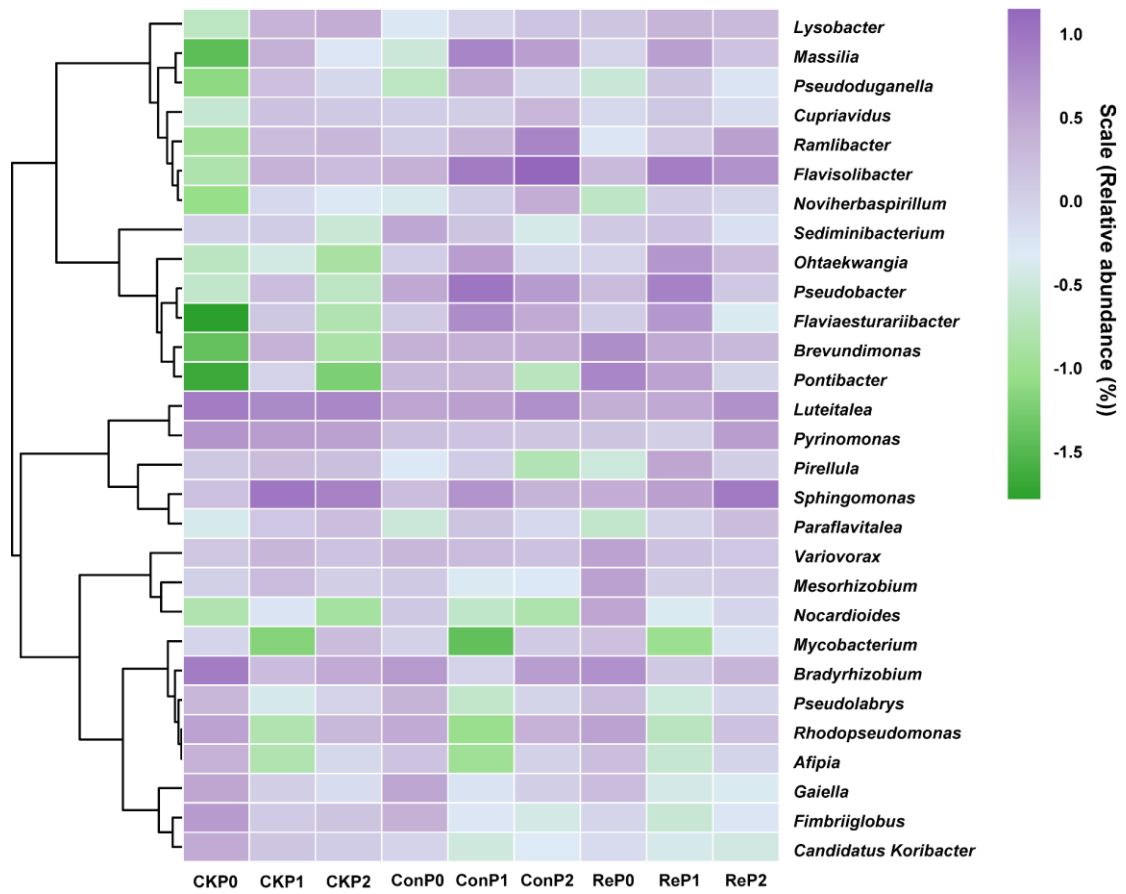 Lysobacter
Massilia
Pseudoduganella
Cupriavidus
Ramlibacter
Flavisolibacter
Noviherbaspirillum
Sediminibacterium
Ohtaekwangia
Pseudobacter
Flaviaesturariibacter
Brevundimonas
Pontibacter
Luteitalea
Pyrinomonas
Pirellula
Sphingomonas
Paraflavitalea
Variovorax
Mesorhizobium
Nocardioides
Mycobacterium
Bradyrhizobium
Pseudolabrys
Rhodopseudomonas
Afipia
Gaiella
Fimbriiglobus
Candidatus Koribacter
CKP0 CKP1 CKP2 ConP0 ConP1 ConP2 ReP0 ReP1 ReP2
1.0
0.5
0.0
-0.5
-1.0
-1.5
Scale (Relative abundance (%))